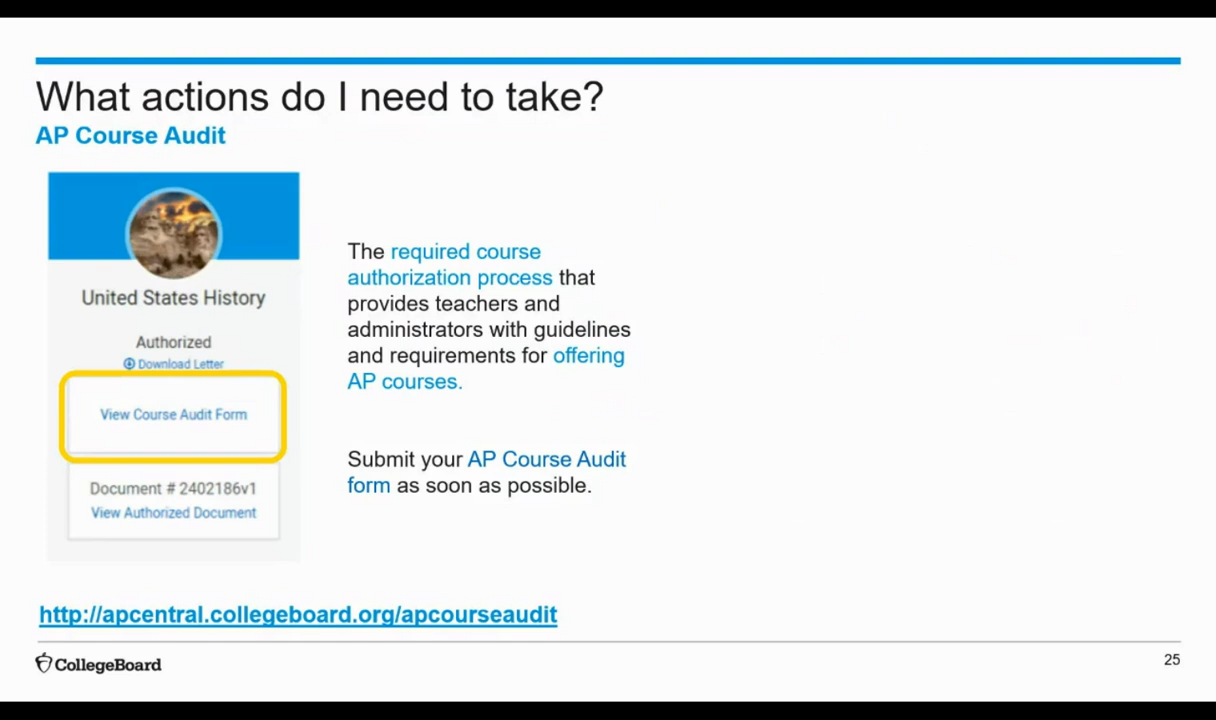 What actions do I need to take?
AP Course Audit
United States History
Authorized
Download Letter
View Course Audit Form
Document # 2402186v1
View Authorized Document
The required course
authorization process that
provides teachers and
administrators with guidelines
and requirements for offering
AP courses.
Submit your AP Course Audit
form as soon as possible.
http://apcentral.collegeboard.org/apcourseaudit
CollegeBoard
25